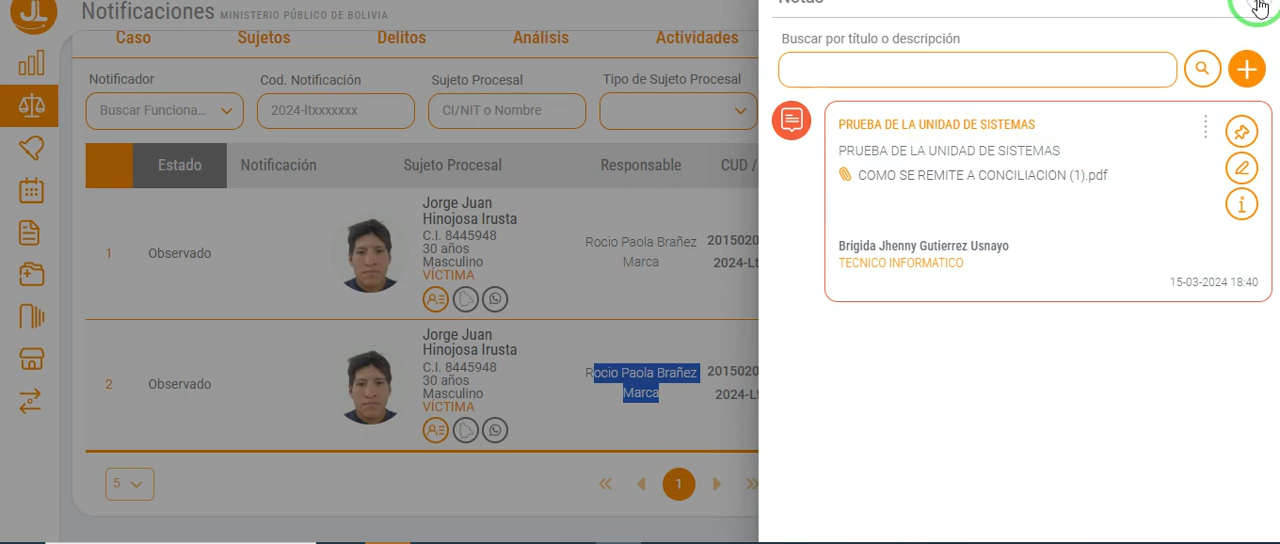 JL
Notificaciones MINISTERIO PÚBLICO DE BOLIVIA
Caso Sujetos Delitos Análisis Actividades
Notificador Cod. Notificación Sujeto Procesal Tipo de Sujeto Procesal
Buscar Funciona... 2024-ltxxxxxxx CI/NIT o Nombre
Estado Notificación Sujeto Procesal Responsable CUD /
1 Observado
Jorge Juan
Hinojosa Irusta
C.I. 8445948
30 años
Masculino
VÍCTIMA
Rocio Paola Brañez
Marca
2015020
2024-Lt
2 Observado
Jorge Juan
Hinojosa Irusta
C.I. 8445948
30 años
Masculino
VÍCTIMA
Rocio Paola Brañez
Marca
2015020
2024-Lt
5
« 1 »
Buscar por título o descripción
PRUEBA DE LA UNIDAD DE SISTEMAS
PRUEBA DE LA UNIDAD DE SISTEMAS
COMO SE REMITE A CONCILIACION (1).pdf
Brigida Jhenny Gutierrez Usnayo
TECNICO INFORMATICO
15-03-2024 18:40